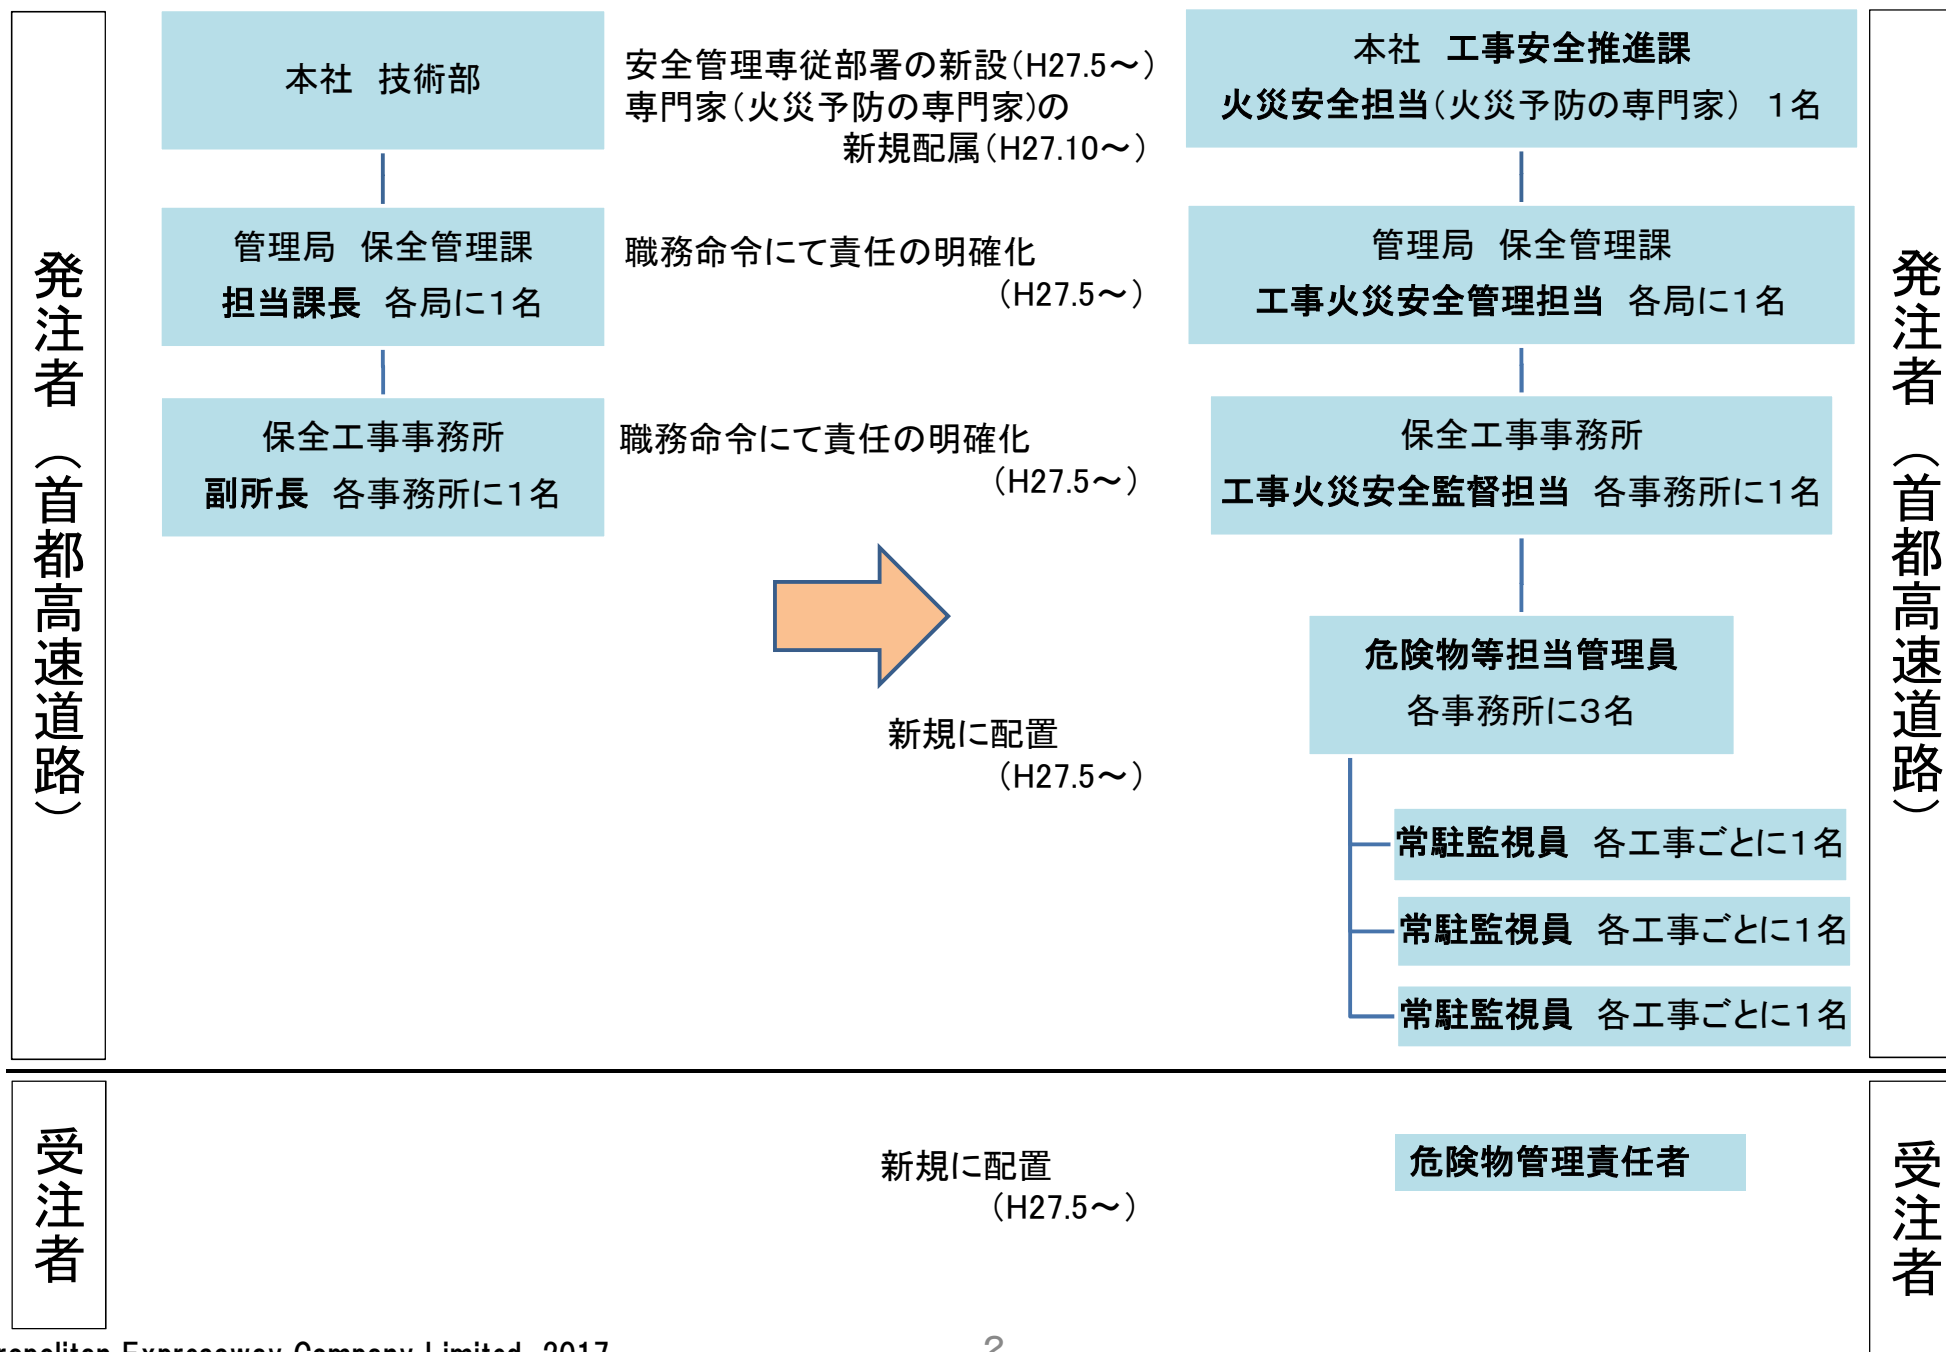 発注者 （首都高速道路）
本社　技術部
管理局　保全管理課
担当課長　各局に１名
保全工事事務所
副所長　各事務所に１名
安全管理専従部署の新設（H27.5～）
専門家（火災予防の専門家）の
新規配属（H27.10～）
職務命令にて責任の明確化
（H27.5～）
職務命令にて責任の明確化
（H27.5～）
新規に配置
（H27.5～）
本社　工事安全推進課
火災安全担当（火災予防の専門家）　１名
管理局　保全管理課
工事火災安全管理担当　各局に１名
保全工事事務所
工事火災安全監督担当　各事務所に１名
危険物等担当管理員
各事務所に３名
常駐監視員　各工事ごとに１名
常駐監視員　各工事ごとに１名
常駐監視員　各工事ごとに１名
発注者 （首都高速道路）
受注者
新規に配置
（H27.5～）
危険物管理責任者
受注者
Expressway Company Limited 2017
2